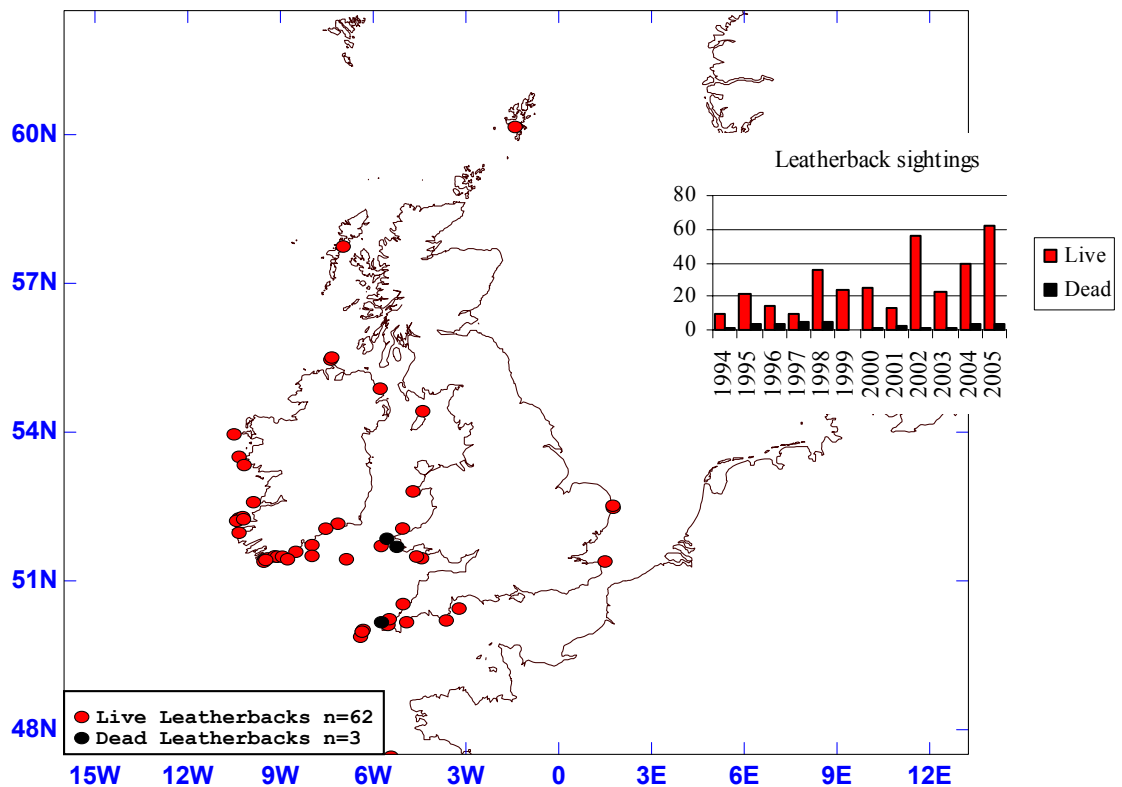 60N
57N
54N
51N
48N
15W 12W 9W 6W 3W 0 3E 6E 9E 12E
Live Leatherbacks n=62
Dead Leatherbacks n=3
Leatherback sightings
80
60
40
20
0
1994 1995 1996 1997 1998 1999 2000 2001 2002 2003 2004 2005
Live
Dead